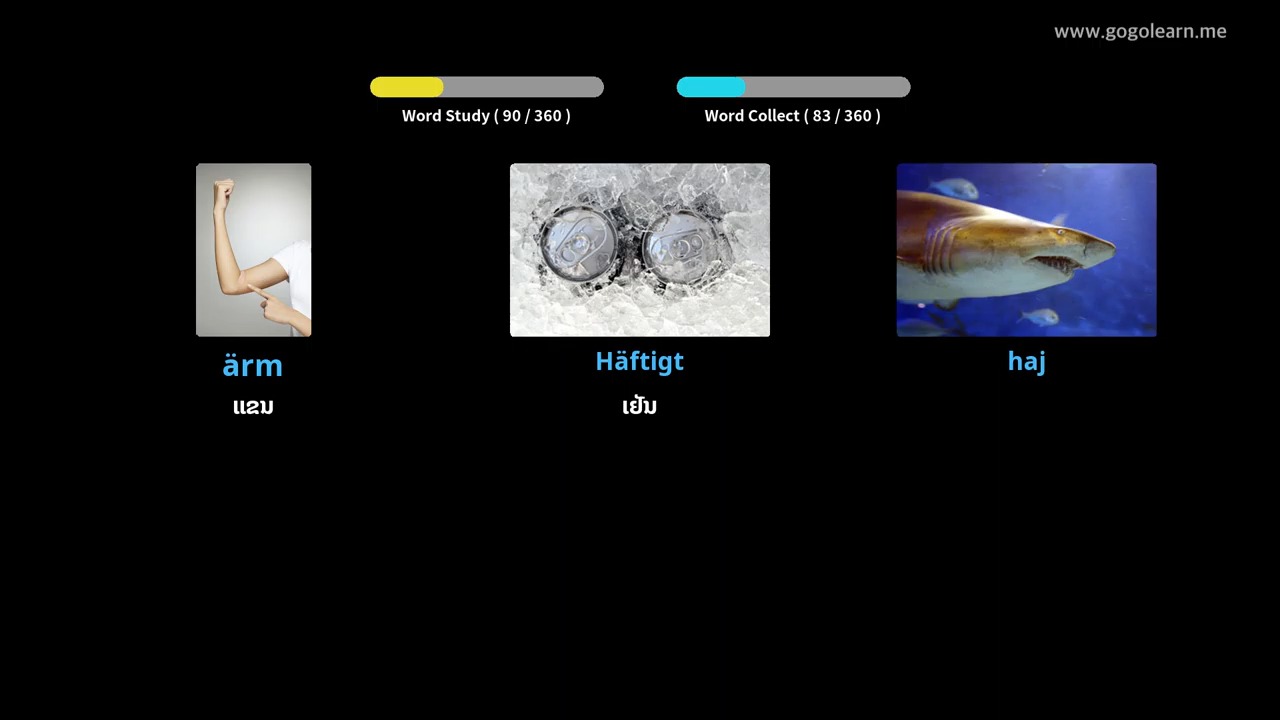 www.gogolearn.me
Word Study ( 90 / 360 )
Word Collect ( 83 / 360 )
ärm
Häftigt
haj
ແຂນ
ເຢັນ